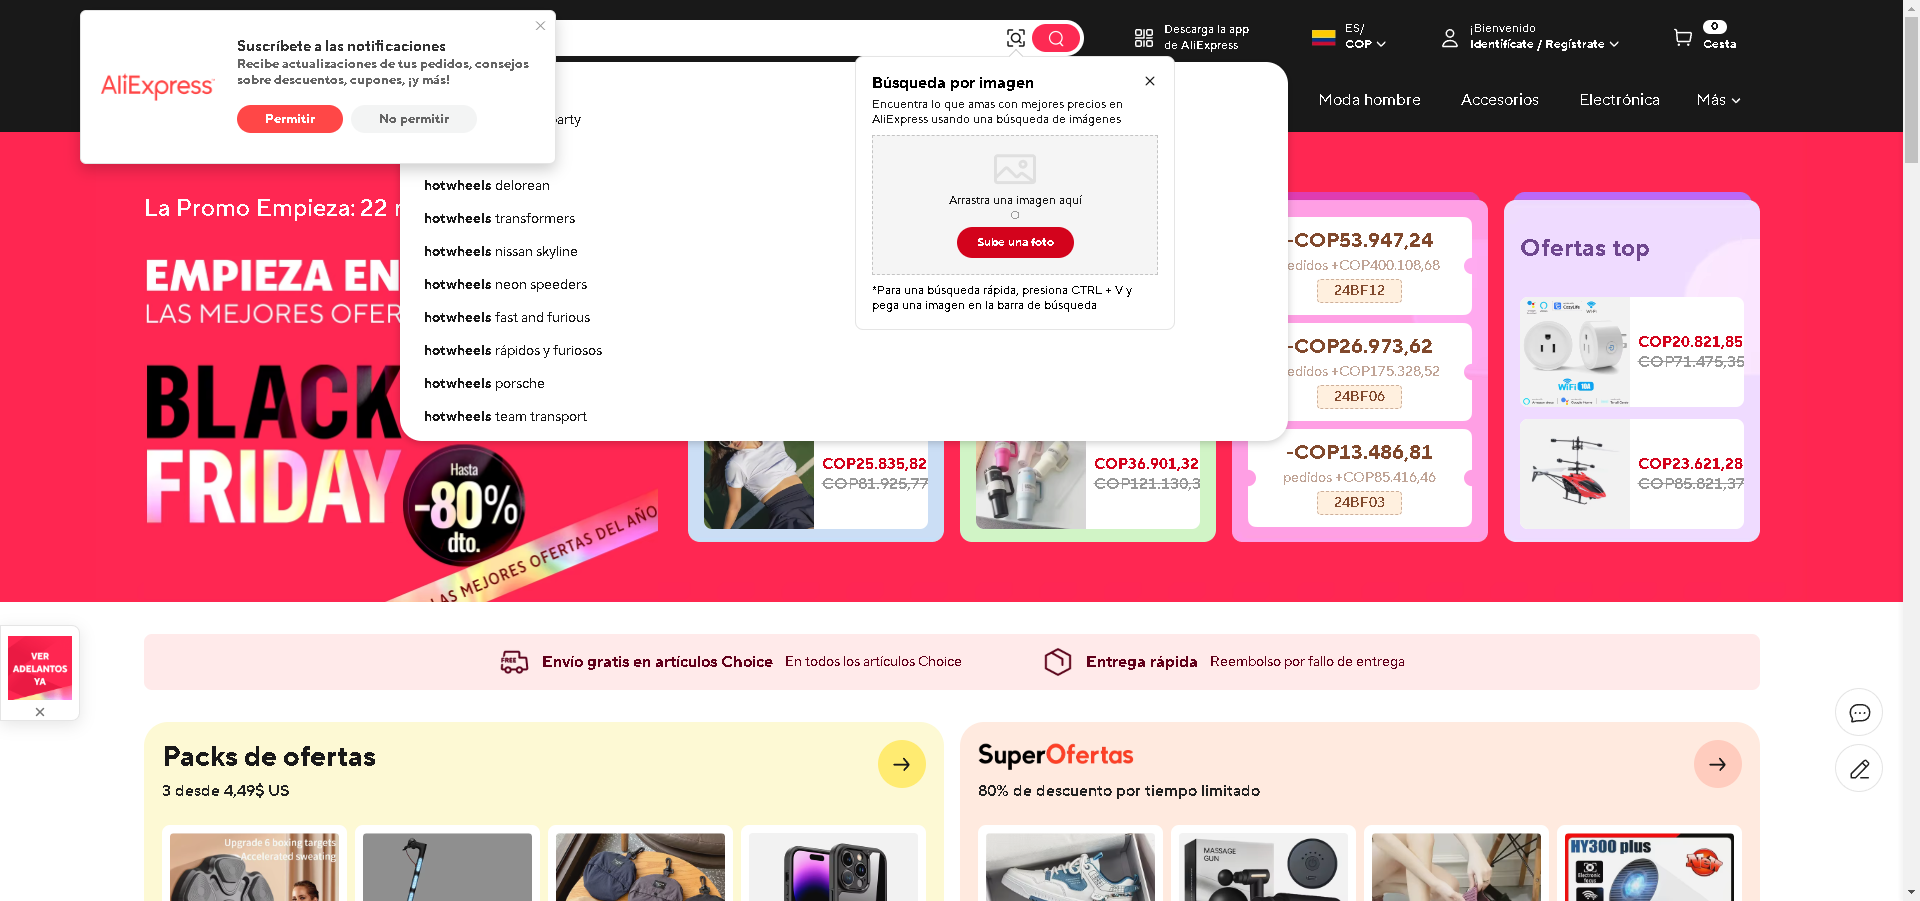 AliExpress
Suscríbete a las notificaciones
Recibe actualizaciones de tus pedidos, consejos
sobre descuentos, cupones, ¡y más!
Permitir
No permitir
Descarga la app
de AliExpress
ES/
COP
¡Bienvenido
Identifícate / Regístrate
0
Cesta
Moda hombre
Accesorios
Electrónica
Más
arty
hotwheels delorean
hotwheels transformers
hotwheels nissan skyline
hotwheels neon speeders
hotwheels fast and furious
hotwheels rápidos y furiosos
hotwheels porsche
hotwheels team transport
Búsqueda por imagen
Encuentra lo que amas con mejores precios en
AliExpress usando una búsqueda de imágenes
Arrastra una imagen aquí
O
Sube una foto
*Para una búsqueda rápida, presiona CTRL + V y
pega una imagen en la barra de búsqueda
La Promo Empieza: 22
EMPIEZA EN
LAS MEJORES OFER
BLACK
FRIDAY
Hasta
-80%
dto.
LAS MEJORES OFERTAS DEL AÑO
COP25.835,82
COP81.925,77
COP36.901,32
COP121.130,3
-COP53.947,24
edidos +COP400.108,68
24BF12
-COP26.973,62
edidos +COP175.328,52
24BF06
-COP13.486,81
pedidos +COP85.416,46
24BF03
Ofertas top
WiFi 16A
COP20.821,85
COP71.475,35
COP23.621,28
COP85.821,37
VER
ADELANTOS
YA
Envío gratis en artículos Choice
En todos los artículos Choice
Entrega rápida
Reembolso por fallo de entrega
Packs de ofertas
3 desde 4,49$ US
SuperOfertas
80% de descuento por tiempo limitado
Upgrade 6 boxing targets
Accelerated sweating
MASSAGE
GUN
HY300 plus
Electronic
focus
New